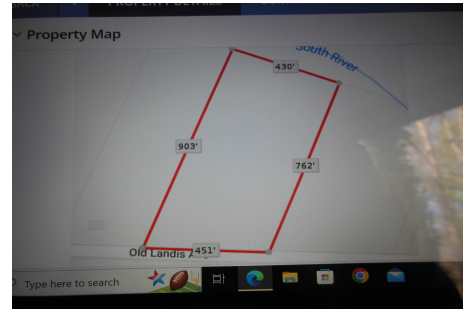 BACK PROPERTY DETAILS
Property Map
South River
430'
903'
762'
Old Landis
451'
Type here to search